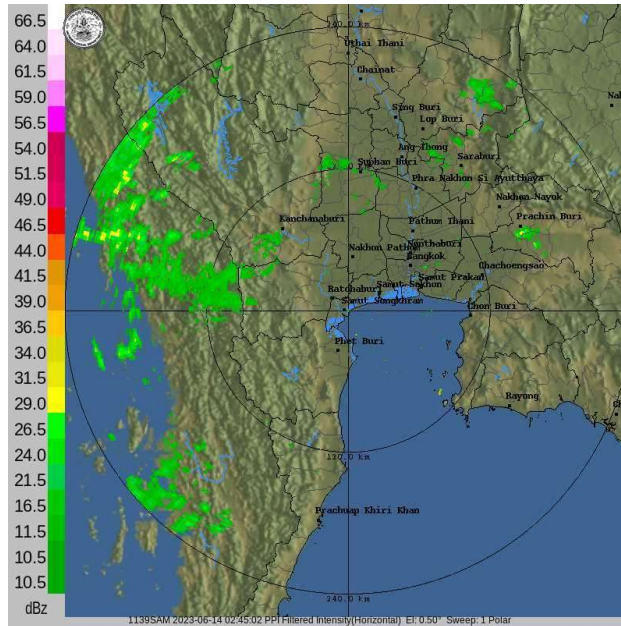 66.5
64.0
61.5
59.0
56.5
54.0
51.5
49.0
46.5
44.0
41.5
39.0
36.5
34.0
31.5
29.0
26.5
24.0
21.5
16.5
11.5
10.5
10.5
dBz
240.0 km
Uthai Thani
Chainat
Sing Buri
Lop Buri
Ang Thong
Saraburi
Suphan Buri
Phra Nakhon Si Ayutthaya
Nakhon Nayok
Kanchanaburi
Pathum Thani
Prachin Buri
Nakhon Pathom
Nonthaburi
Bangkok
Chachoengsao
Samut Prakan
Ratchaburi
Samut Sakhon
Samut Songkhram
Chon Buri
Phet Buri
Rayong
120.0 km
Prachuap Khiri Khan
240.0 km
1139SAM 2023-06-14 02:45:02 PPI Filtered Intensity(Horizontal) El: 0.50° Sweep: 1 Polar